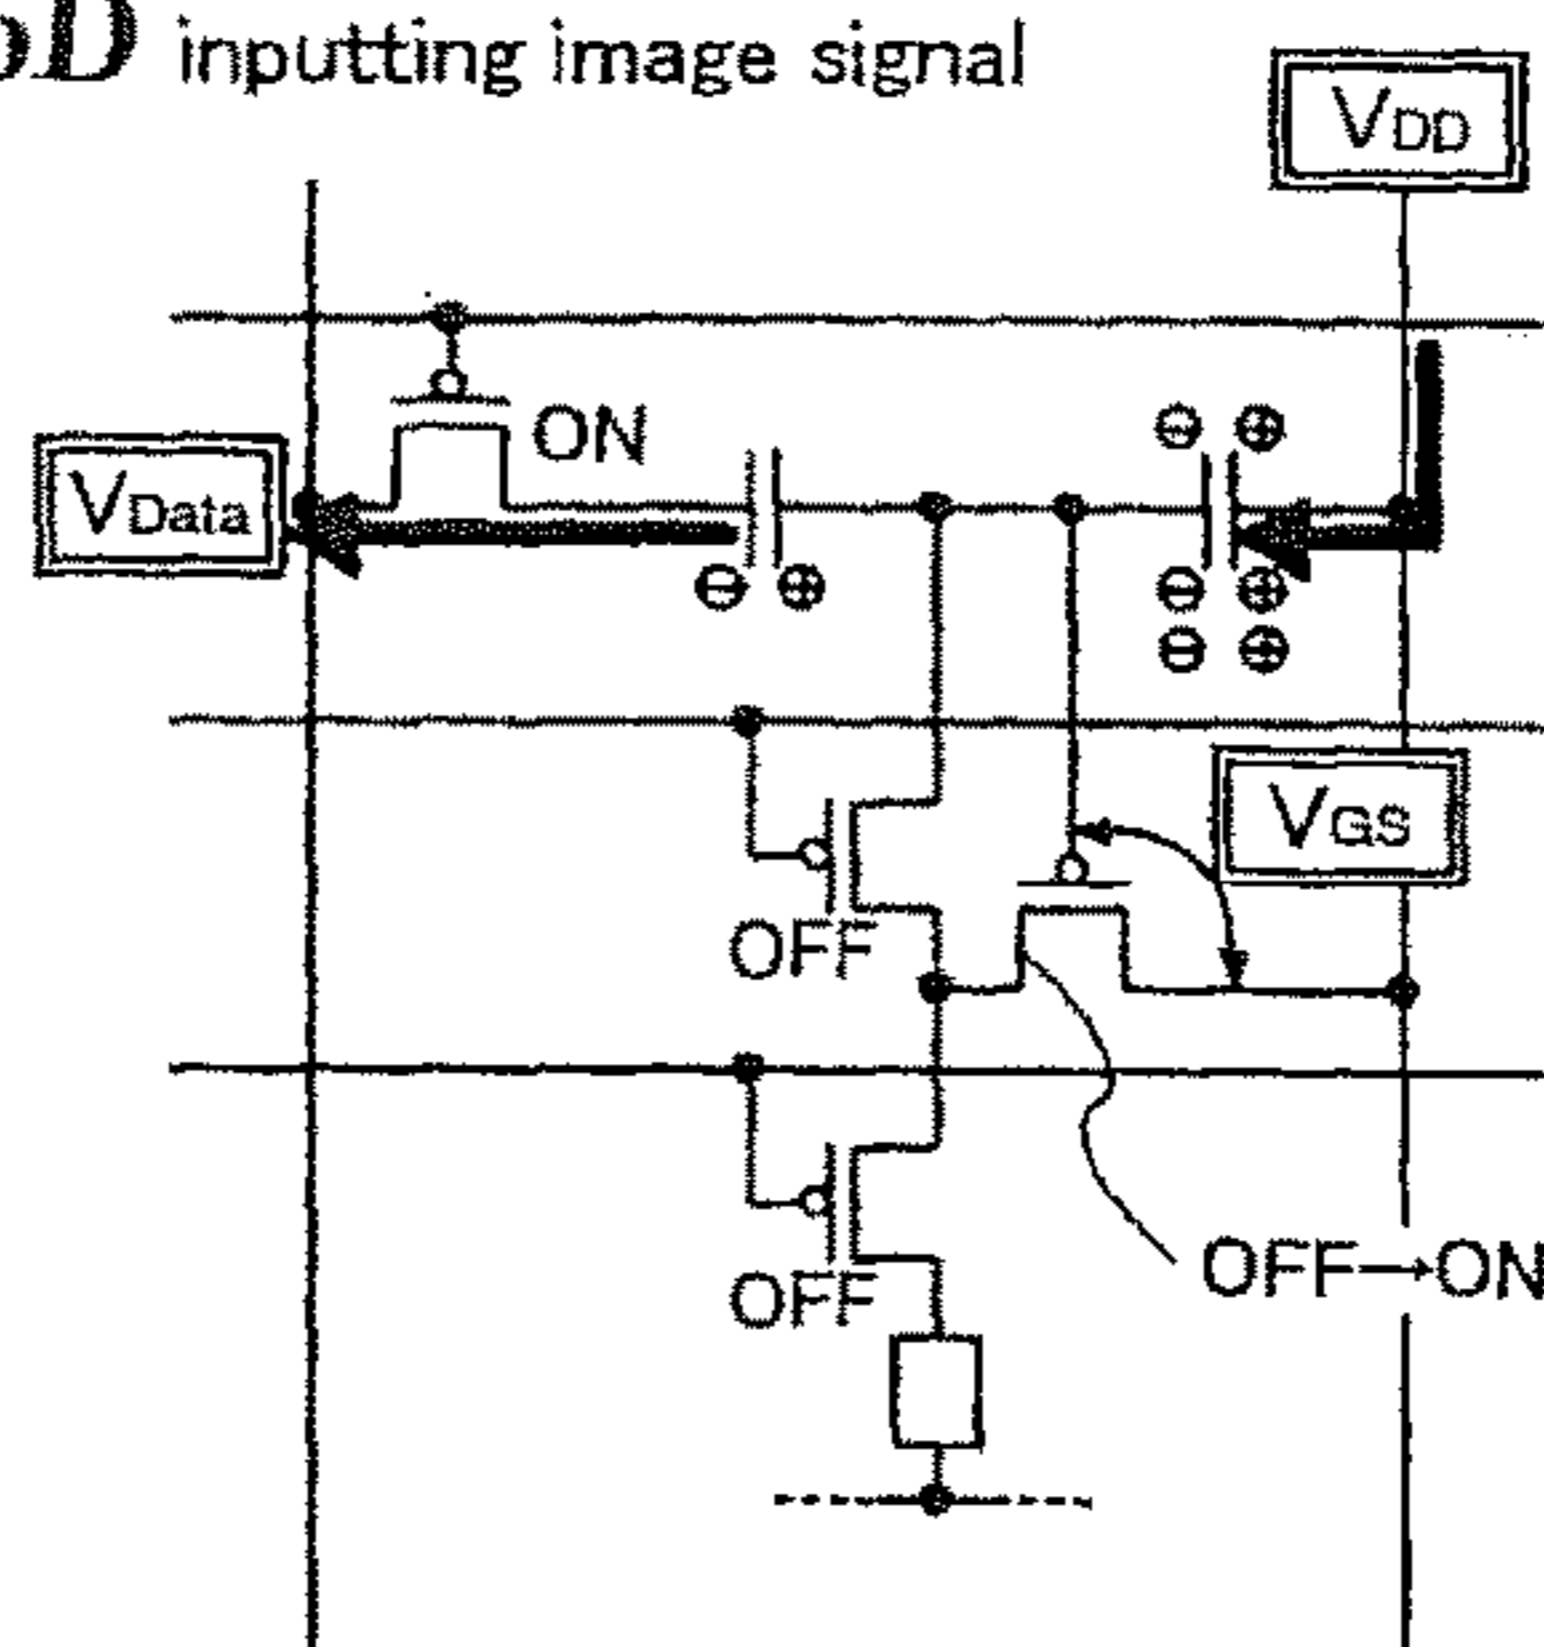 D inputting image signal
VDD
ON
VData
⊖ ⊕
⊖ ⊕
⊖ ⊕
⊖ ⊕
VGS
OFF
OFF→ON
OFF